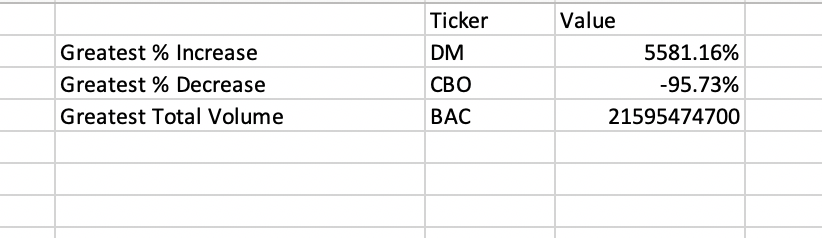 Ticker Value
Greatest % Increase DM 5581.16%
Greatest % Decrease CBO -95.73%
Greatest Total Volume BAC 21595474700